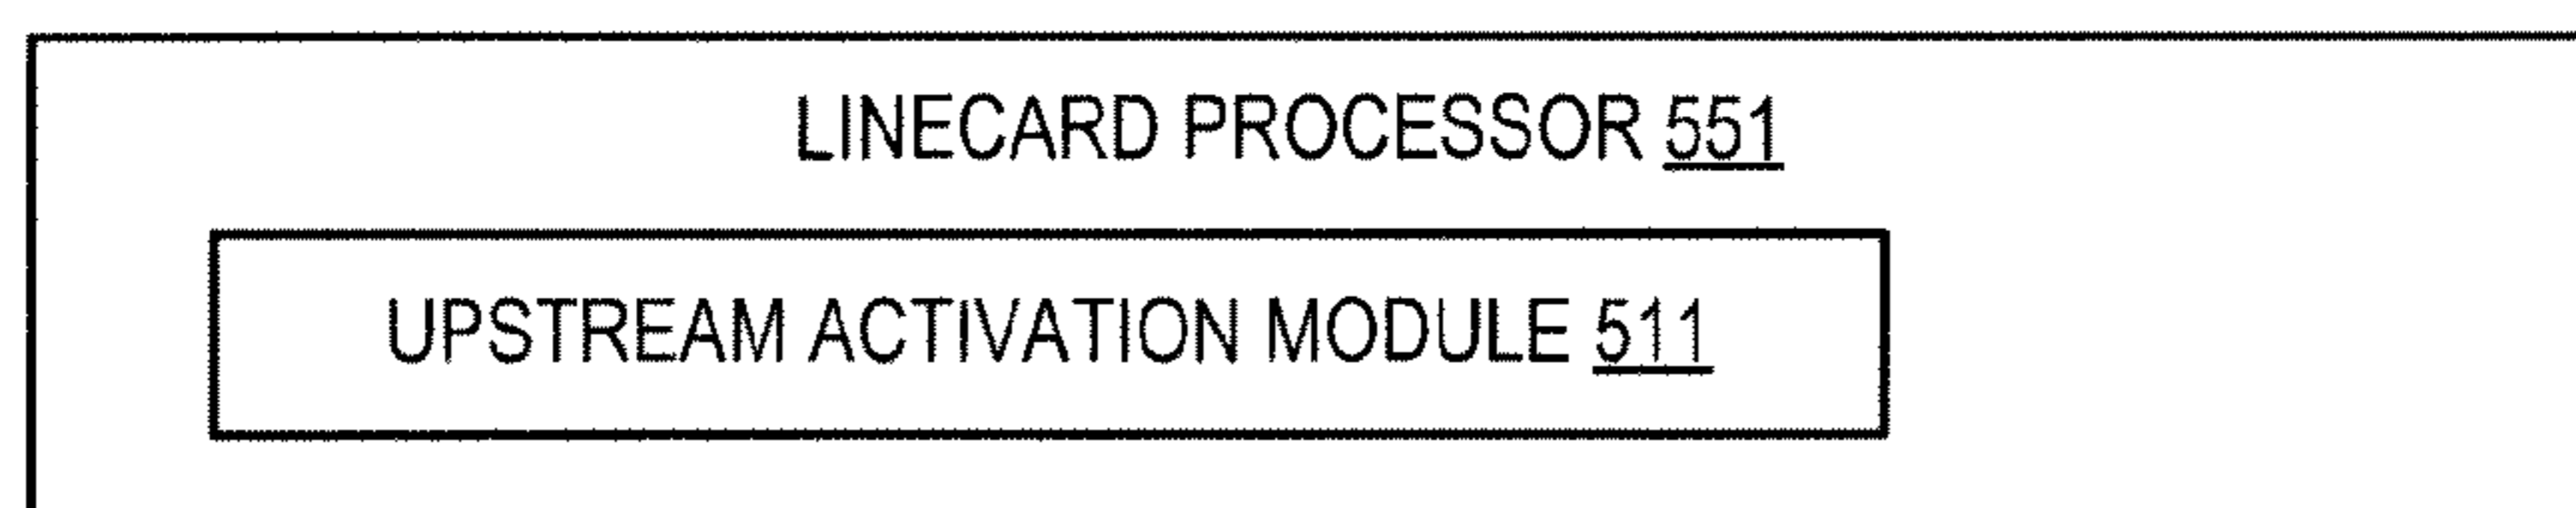 LINECARD PROCESSOR 551
UPSTREAM ACTIVATION MODULE 511